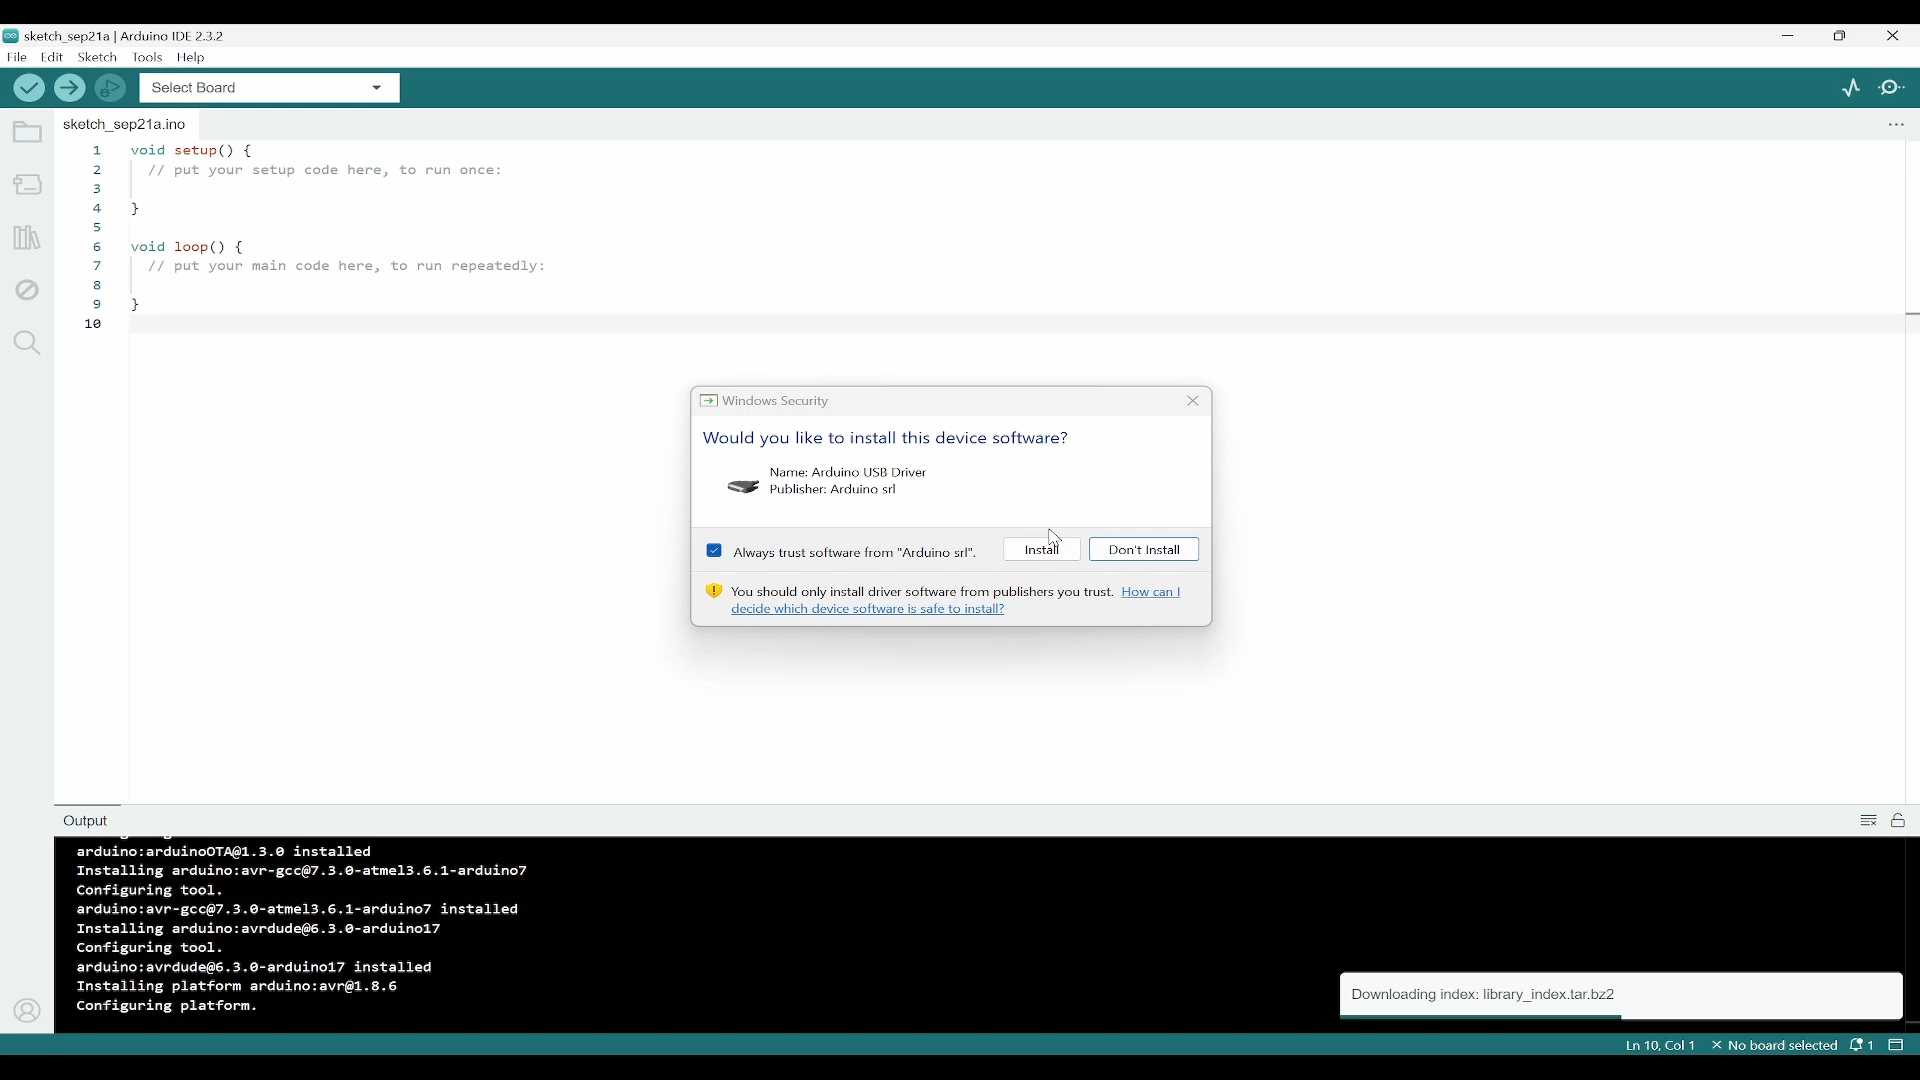 sketch_sep21a | Arduino IDE 2.3.2
File Edit Sketch Tools Help
Select Board
sketch_sep21a.ino
1 void setup() {
2 // put your setup code here, to run once:
3
4 }
5
6 void loop() {
7 // put your main code here, to run repeatedly:
8
9 }
10
Windows Security
Would you like to install this device software?
Name: Arduino USB Driver
Publisher: Arduino srl
Always trust software from "Arduino srl". Install Don't Install
You should only install driver software from publishers you trust. How can I
decide which device software is safe to install?
Output
arduino:arduinoOTA@1.3.0 installed
Installing arduino:avr-gcc@7.3.0-atmel3.6.1-arduino7
Configuring tool.
arduino:avr-gcc@7.3.0-atmel3.6.1-arduino7 installed
Installing arduino:avrdude@6.3.0-arduino17
Configuring tool.
arduino:avrdude@6.3.0-arduino17 installed
Installing platform arduino:avr@1.8.6
Configuring platform.
Downloading index: library_index.tar.bz2
Ln 10, Col 1 × No board selected 1